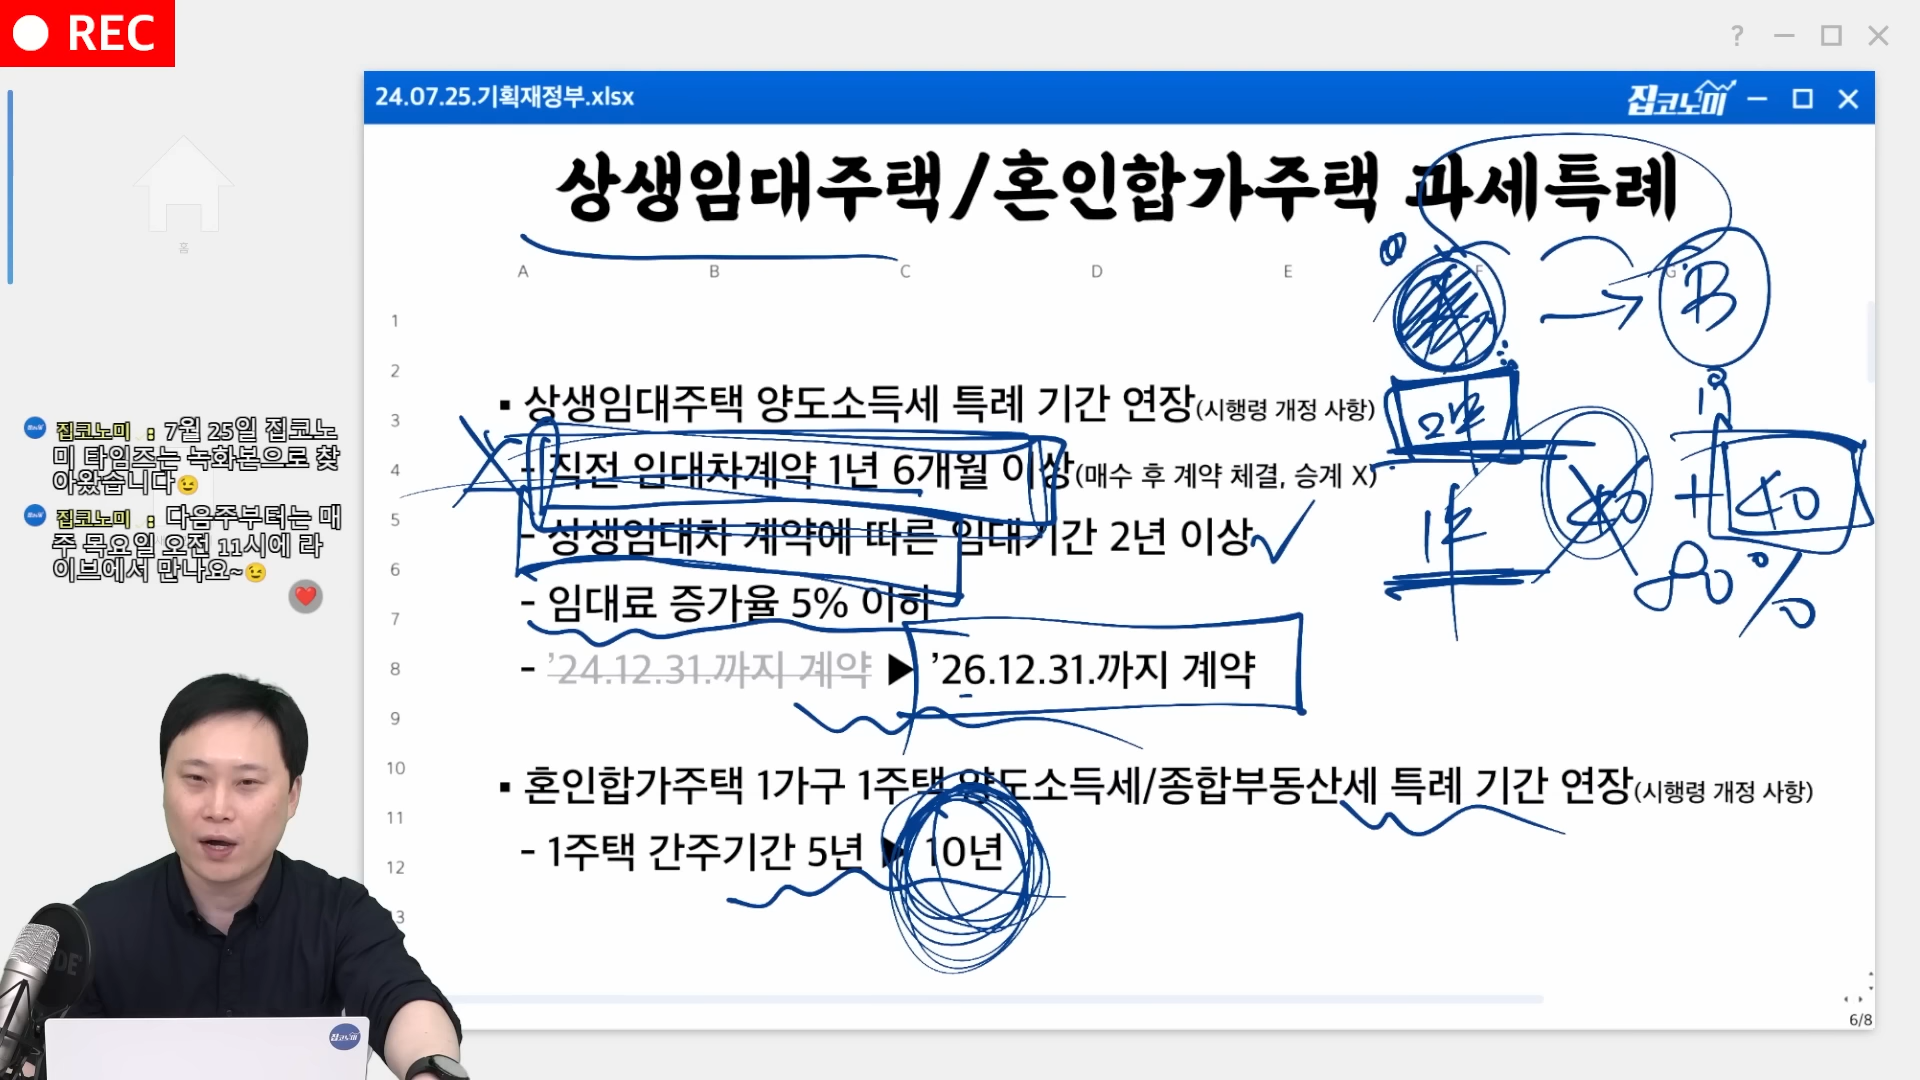 REC
?
24.07.25.기획재정부.xlsx
집코노미
상생임대주택/혼인합가주택 과세특례
A B C D E F G
1
2
3
4
5
6
7
8
9
10
11
12
3
▪ 상생임대주택 양도소득세 특례 기간 연장(시행령 개정 사항)
- 직전 임대차계약 1년 6개월 이상(매수 후 계약 체결, 승계 X)
- 상생임대차 계약에 따른 임대기간 2년 이상
- 임대료 증가율 5% 이하
- ’24.12.31.까지 계약 ▶ ’26.12.31.까지 계약
▪ 혼인합가주택 1가구 1주택 양도소득세/종합부동산세 특례 기간 연장(시행령 개정 사항)
- 1주택 간주기간 5년 ▶ 10년
B
2년
40
+ 40
80%
홈
집코노미 : 7월 25일 집코노
미 타임즈는 녹화본으로 찾
아왔습니다😉
집코노미 : 다음주부터는 매
주 목요일 오전 11시에 라
이브에서 만나요~😉
집코노미
6/8